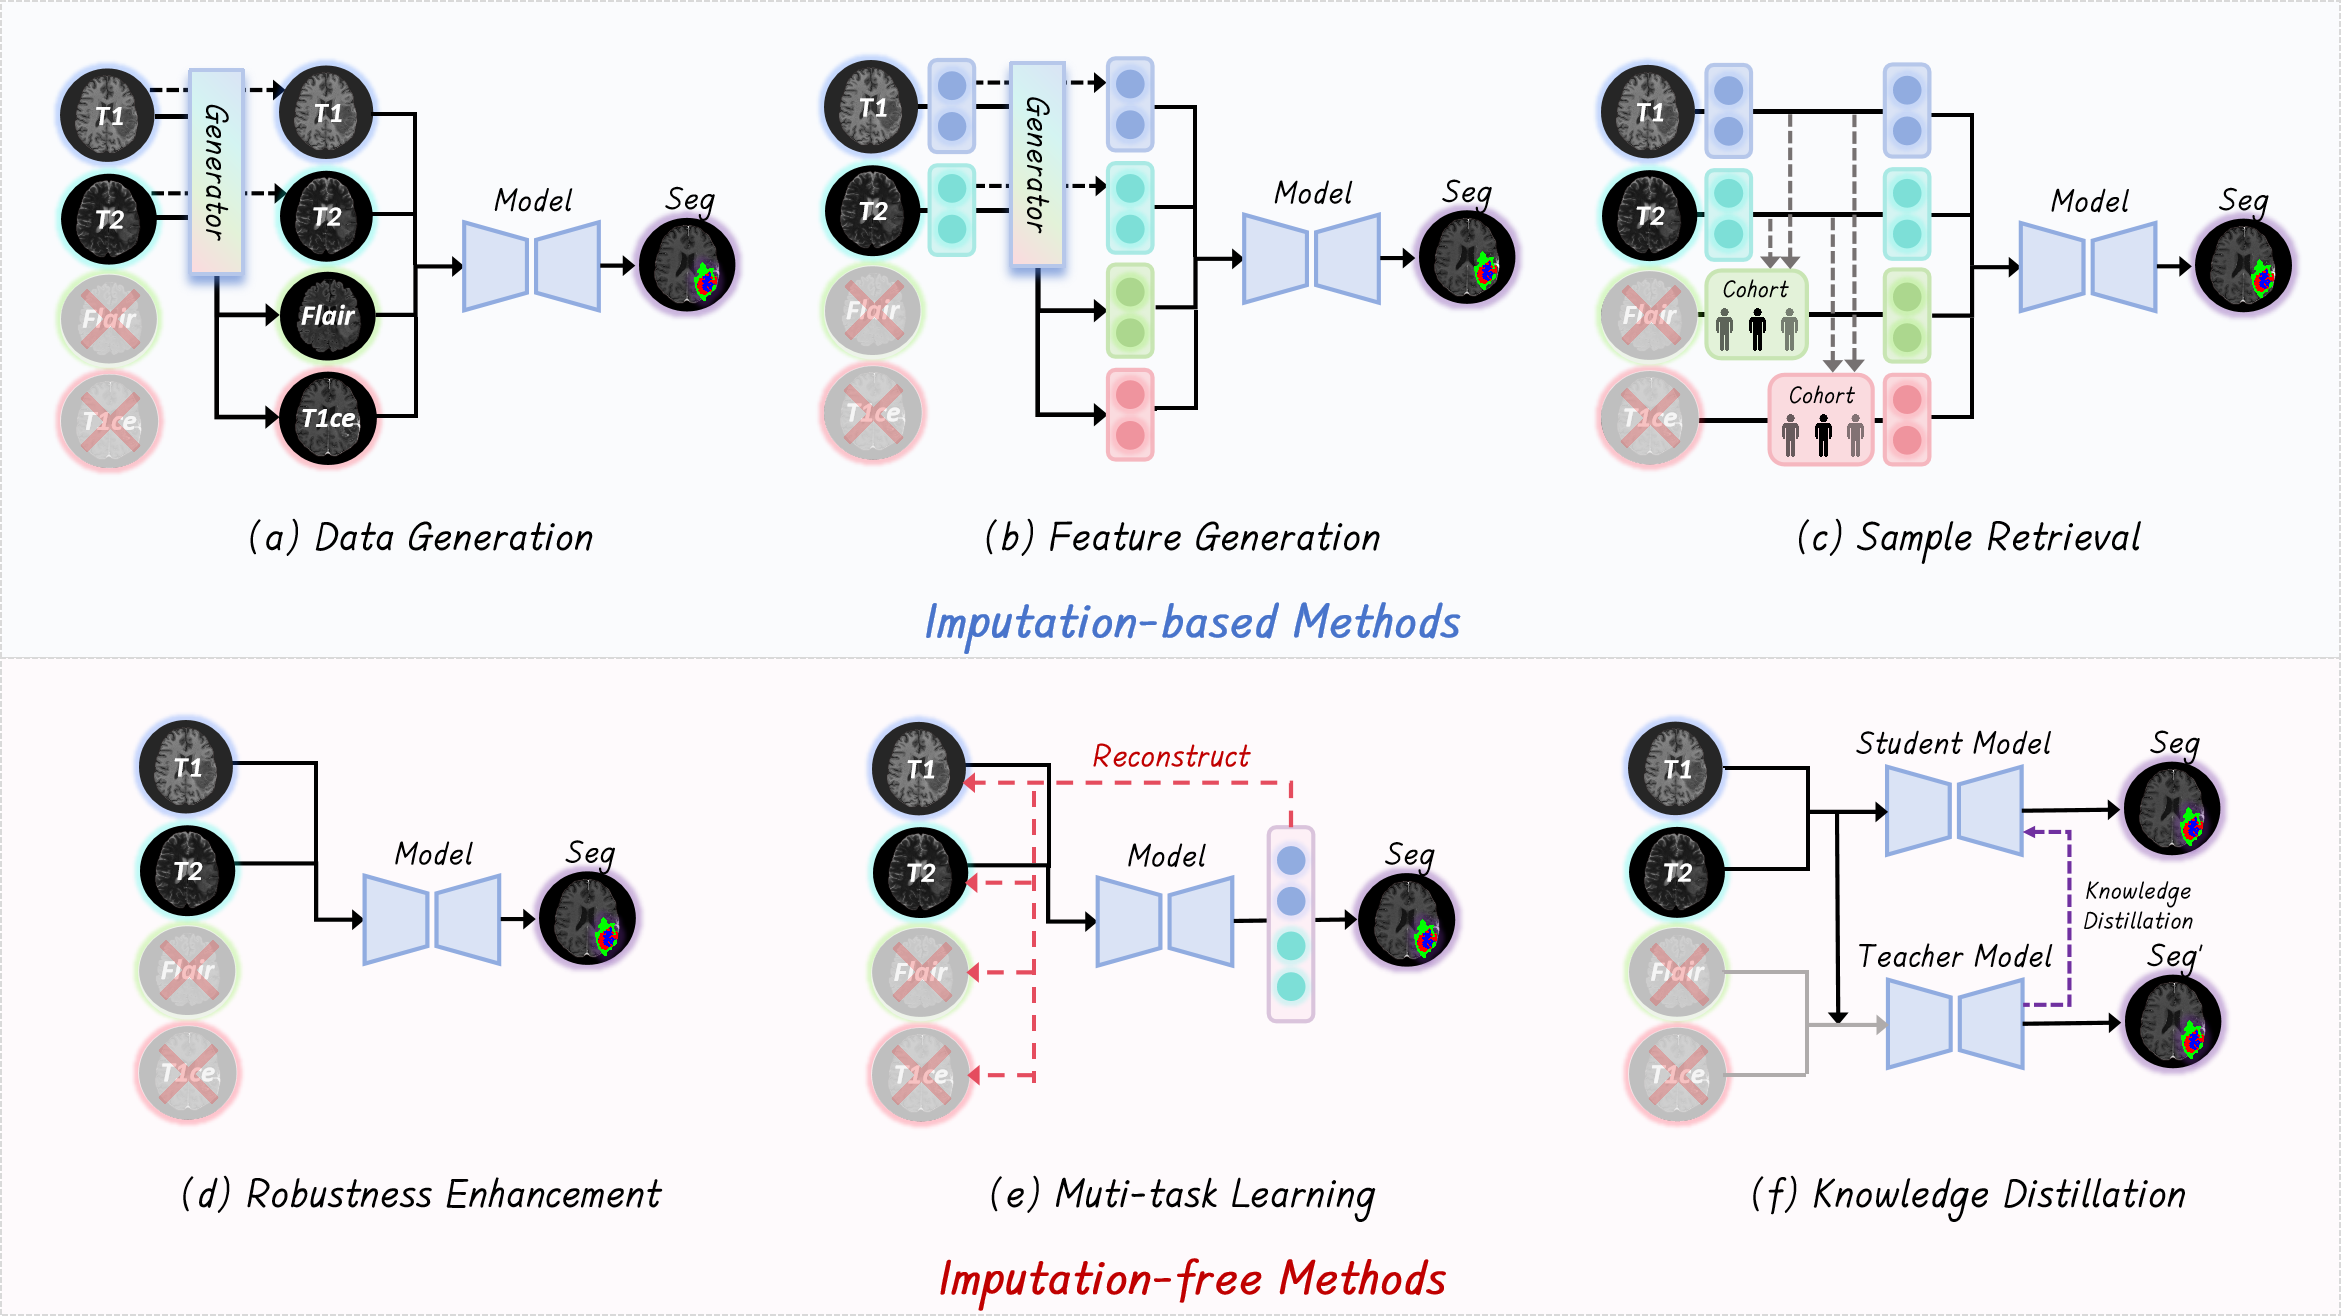 T1
T2
Flair
T1ce
Generator
T1
T2
Flair
T1ce
Model
Seg
(a) Data Generation
T1
T2
Flair
T1ce
Generator
Model
Seg
(b) Feature Generation
T1
T2
Flair
T1ce
Cohort
Cohort
Model
Seg
(c) Sample Retrieval
Imputation-based Methods
T1
T2
Flair
T1ce
Model
Seg
(d) Robustness Enhancement
T1
T2
Flair
T1ce
Reconstruct
Model
Seg
(e) Muti-task Learning
T1
T2
Flair
T1ce
Student Model
Seg
Knowledge
Distillation
Teacher Model
Seg'
(f) Knowledge Distillation
Imputation-free Methods